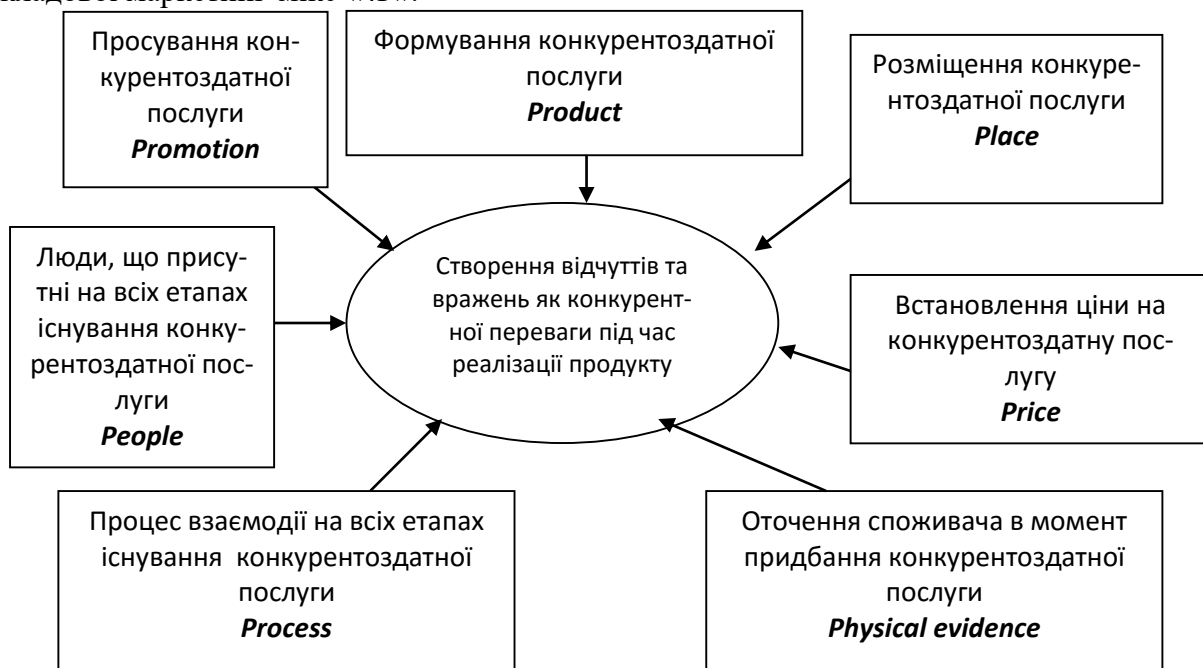 Просування кон-
курентоздатної
послуги
Promotion
Формування конкурентоздатної
послуги
Product
Розміщення конкуре-
нтоздатної послуги
Place
Люди, що прису-
тні на всіх етапах
існування конку-
рентоздатної пос-
луги
People
Створення відчуттів та
вражень як конкурент-
ної переваги під час
реалізації продукту
Встановлення ціни на
конкурентоздатну пос-
лугу
Price
Процес взаємодії на всіх етапах
існування конкурентоздатної
послуги
Process
Оточення споживача в момент
придбання конкурентоздатної
послуги
Physical evidence